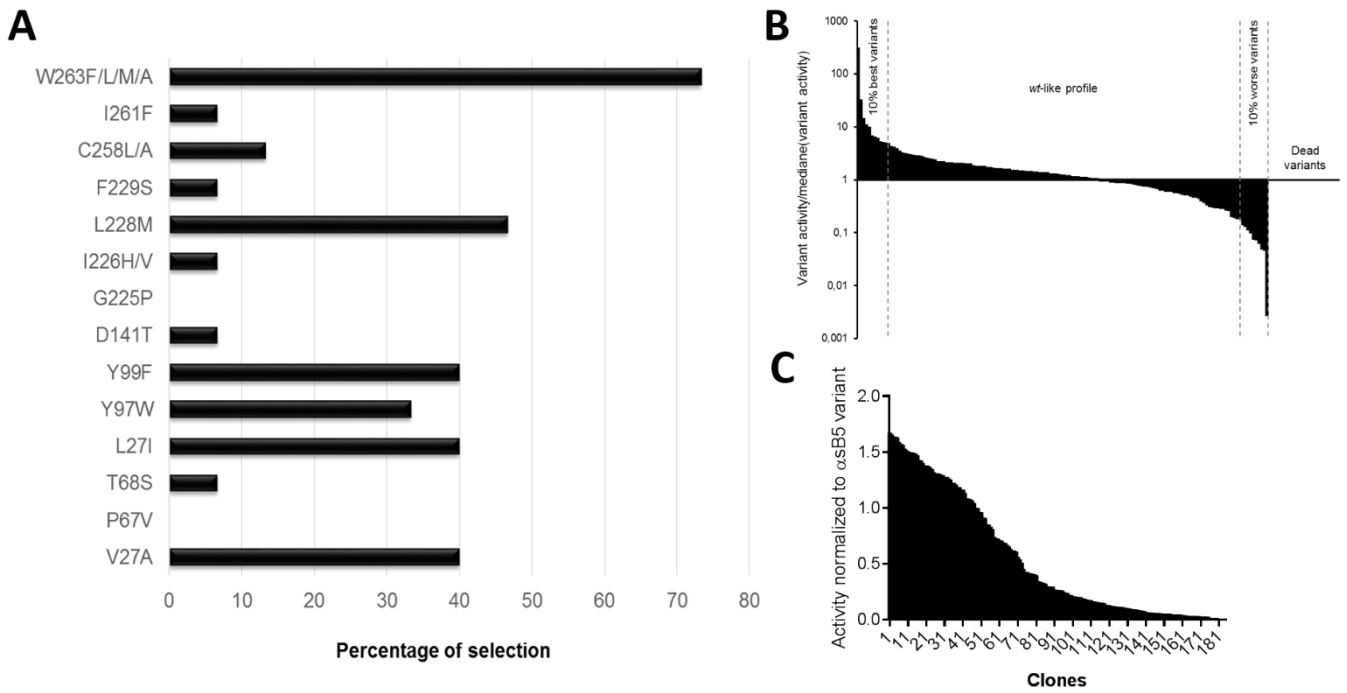 A
W263F/L/M/A
I261F
C258L/A
F229S
L228M
I226H/V
G225P
D141T
Y99F
Y97W
L27I
T68S
P67V
V27A
0 10 20 30 40 50 60 70 80
Percentage of selection
B
Variant activity/mediane(variant activity)
1000
100
10
1
0,1
0,01
0,001
10% best variants
wt-like profile
10% worse variants
Dead
variants
C
Activity normalized to αsB5 variant
2.0
1.5
1.0
0.5
0.0
1 11 21 31 41 51 61 71 81 91 101 111 121 131 141 151 161 171 181
Clones